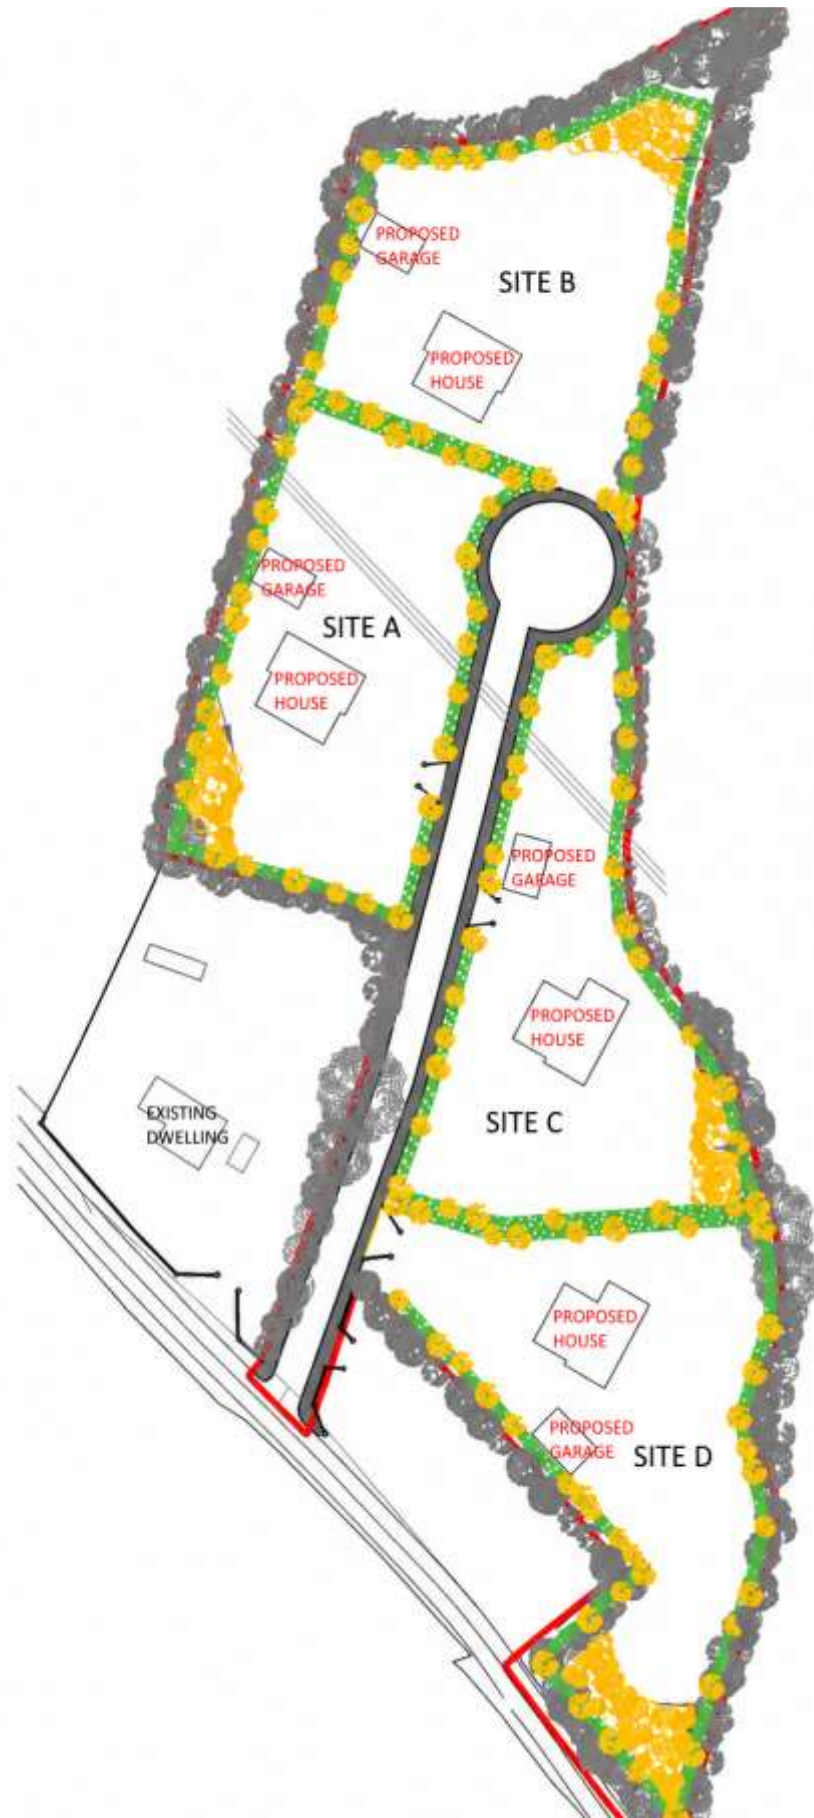 PROPOSED
GARAGE
SITE B
PROPOSED
HOUSE
PROPOSED
GARAGE
SITE A
PROPOSED
HOUSE
PROPOSED
GARAGE
PROPOSED
HOUSE
EXISTING
DWELLING
SITE C
PROPOSED
HOUSE
PROPOSED
GARAGE
SITE D